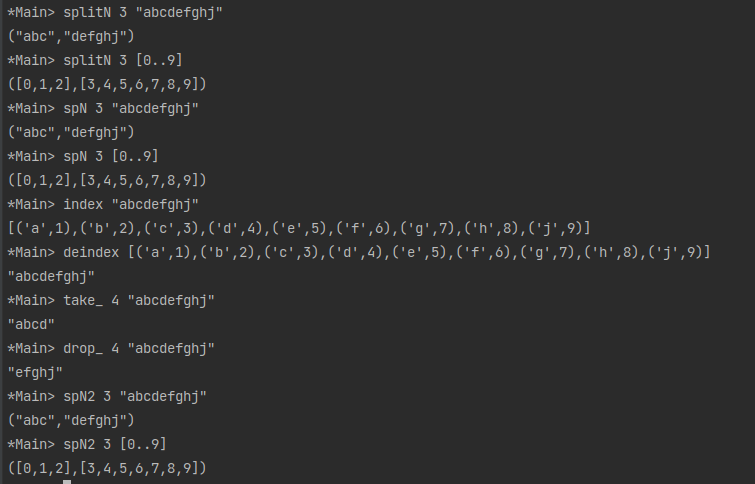 *Main> splitN 3 "abcdefghj"
("abc","defghj")
*Main> splitN 3 [0..9]
([0,1,2],[3,4,5,6,7,8,9])
*Main> spN 3 "abcdefghj"
("abc","defghj")
*Main> spN 3 [0..9]
([0,1,2],[3,4,5,6,7,8,9])
*Main> index "abcdefghj"
[('a',1),('b',2),('c',3),('d',4),('e',5),('f',6),('g',7),('h',8),('j',9)]
*Main> deindex [('a',1),('b',2),('c',3),('d',4),('e',5),('f',6),('g',7),('h',8),('j',9)]
"abcdefghj"
*Main> take_ 4 "abcdefghj"
"abcd"
*Main> drop_ 4 "abcdefghj"
"efghj"
*Main> spN2 3 "abcdefghj"
("abc","defghj")
*Main> spN2 3 [0..9]
([0,1,2],[3,4,5,6,7,8,9])